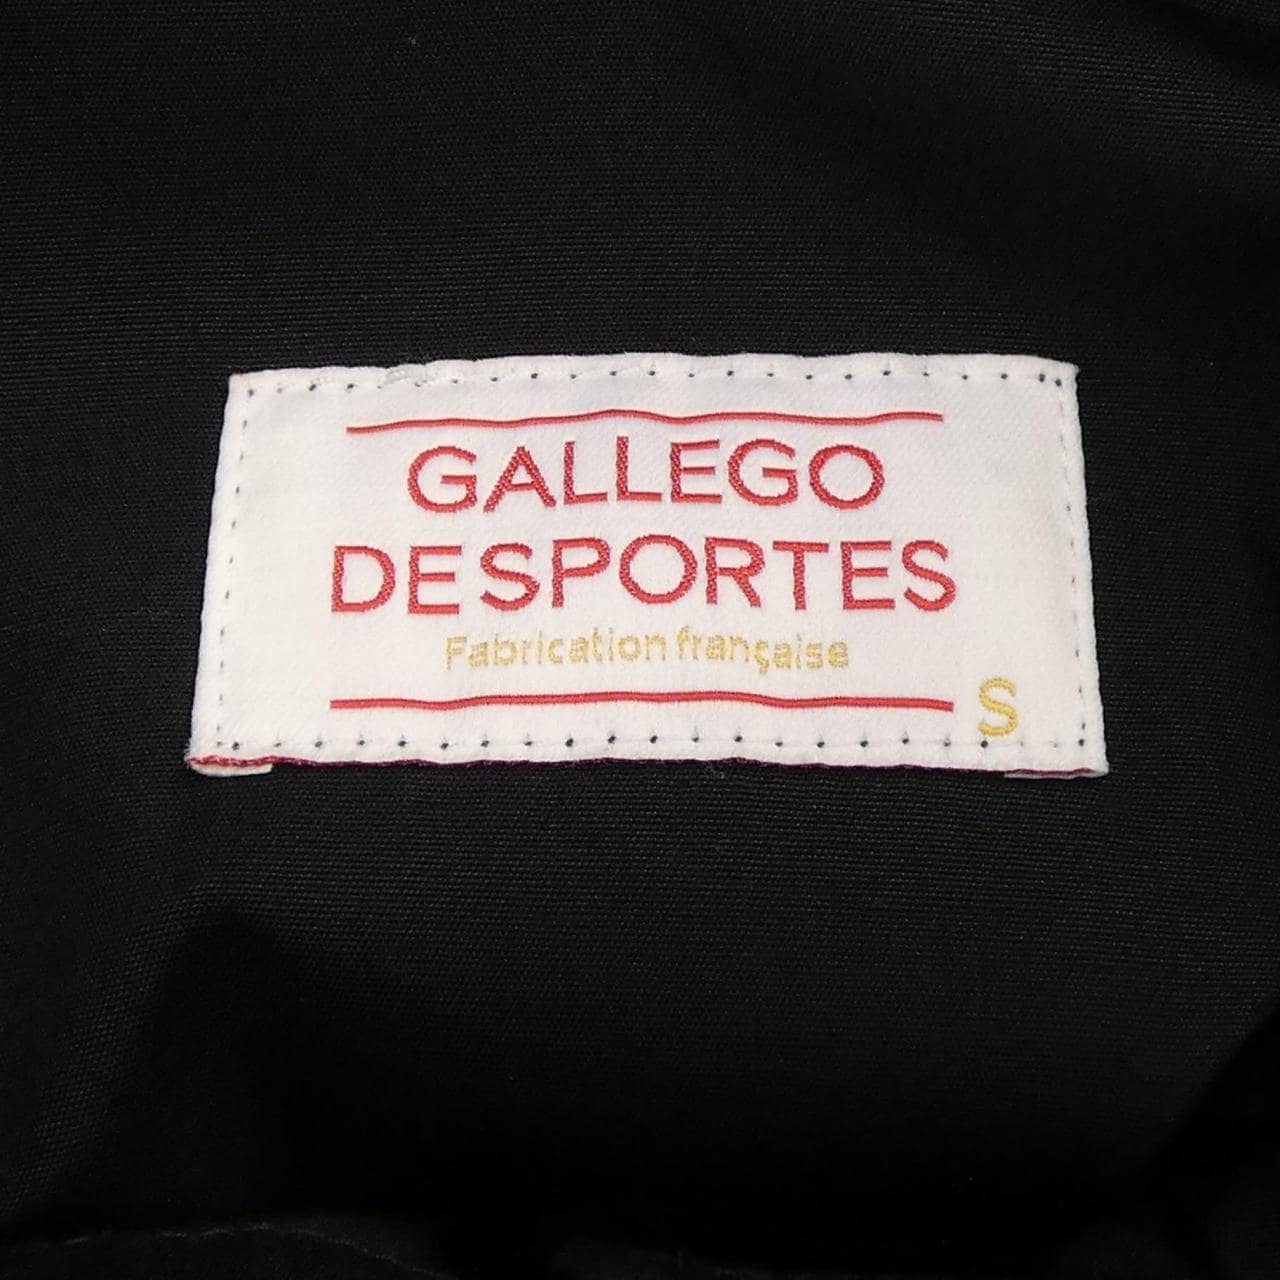 GALLEGO
DESPORTES
Fabrication française
S